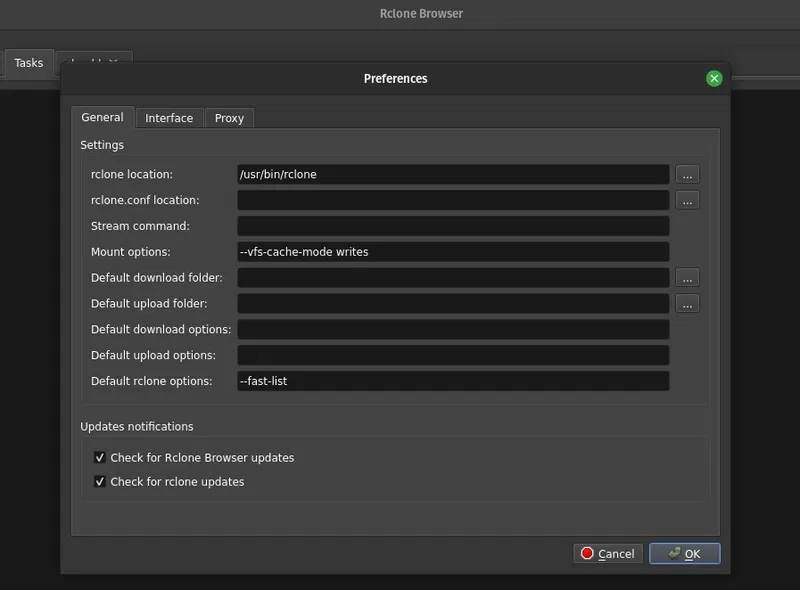 Rclone Browser
Tasks
Preferences
General Interface Proxy
Settings
rclone location: /usr/bin/rclone ...
rclone.conf location: ...
Stream command:
Mount options: --vfs-cache-mode writes
Default download folder: ...
Default upload folder: ...
Default download options:
Default upload options:
Default rclone options: --fast-list
Updates notifications
Check for Rclone Browser updates
Check for rclone updates
Cancel OK